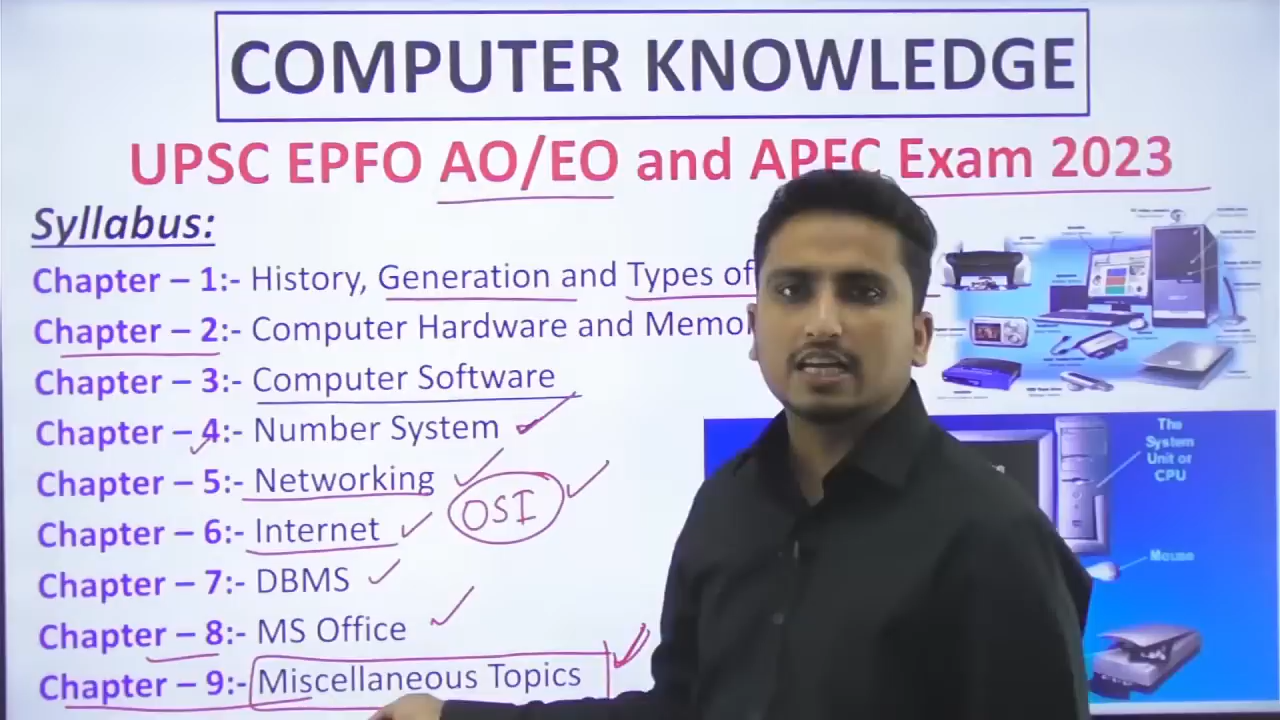 COMPUTER KNOWLEDGE
UPSC EPFO AO/EO and APFC Exam 2023
Syllabus:
Chapter – 1:- History, Generation and Types of
Chapter – 2:- Computer Hardware and Memo
Chapter – 3:- Computer Software
Chapter – 4:- Number System
Chapter – 5:- Networking
OSI
Chapter – 6:- Internet
Chapter – 7:- DBMS
Chapter – 8:- MS Office
Chapter – 9:- Miscellaneous Topics
The
System
Unit or
CPU
Mouse